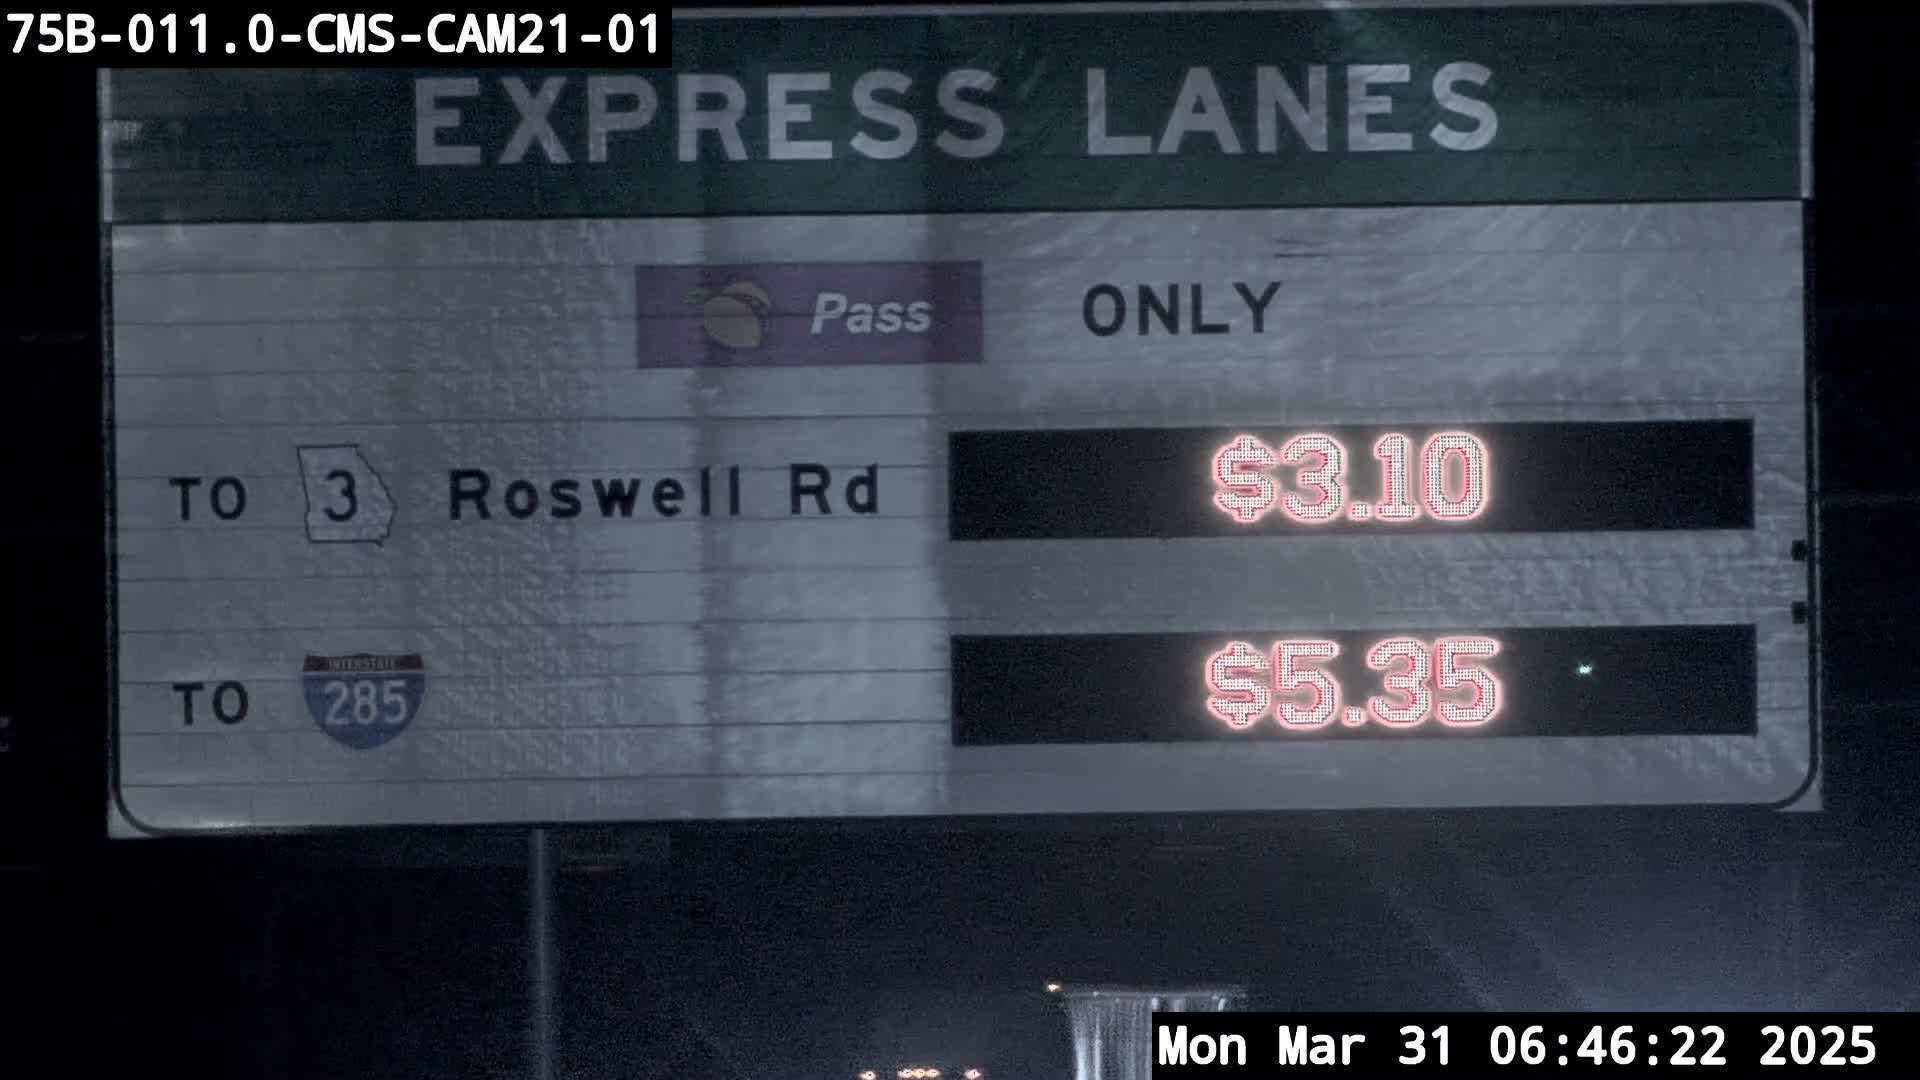 75B-011.0-CMS-CAM21-01
EXPRESS LANES
Pass ONLY
TO 3 Roswell Rd $3.10
INTERSTATE
TO 285 $5.35
Mon Mar 31 06:46:22 2025